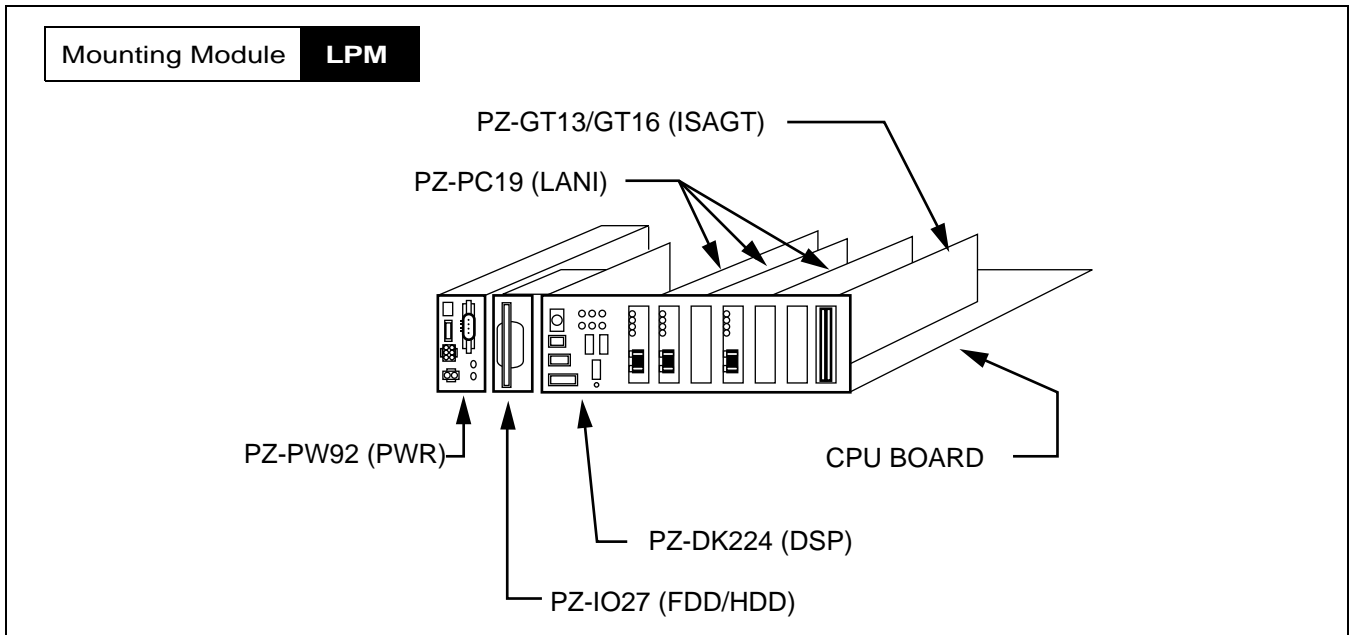 Mounting Module LPM
PZ-GT13/GT16 (ISAGT)
PZ-PC19 (LANI)
PZ-PW92 (PWR)
CPU BOARD
PZ-DK224 (DSP)
PZ-IO27 (FDD/HDD)